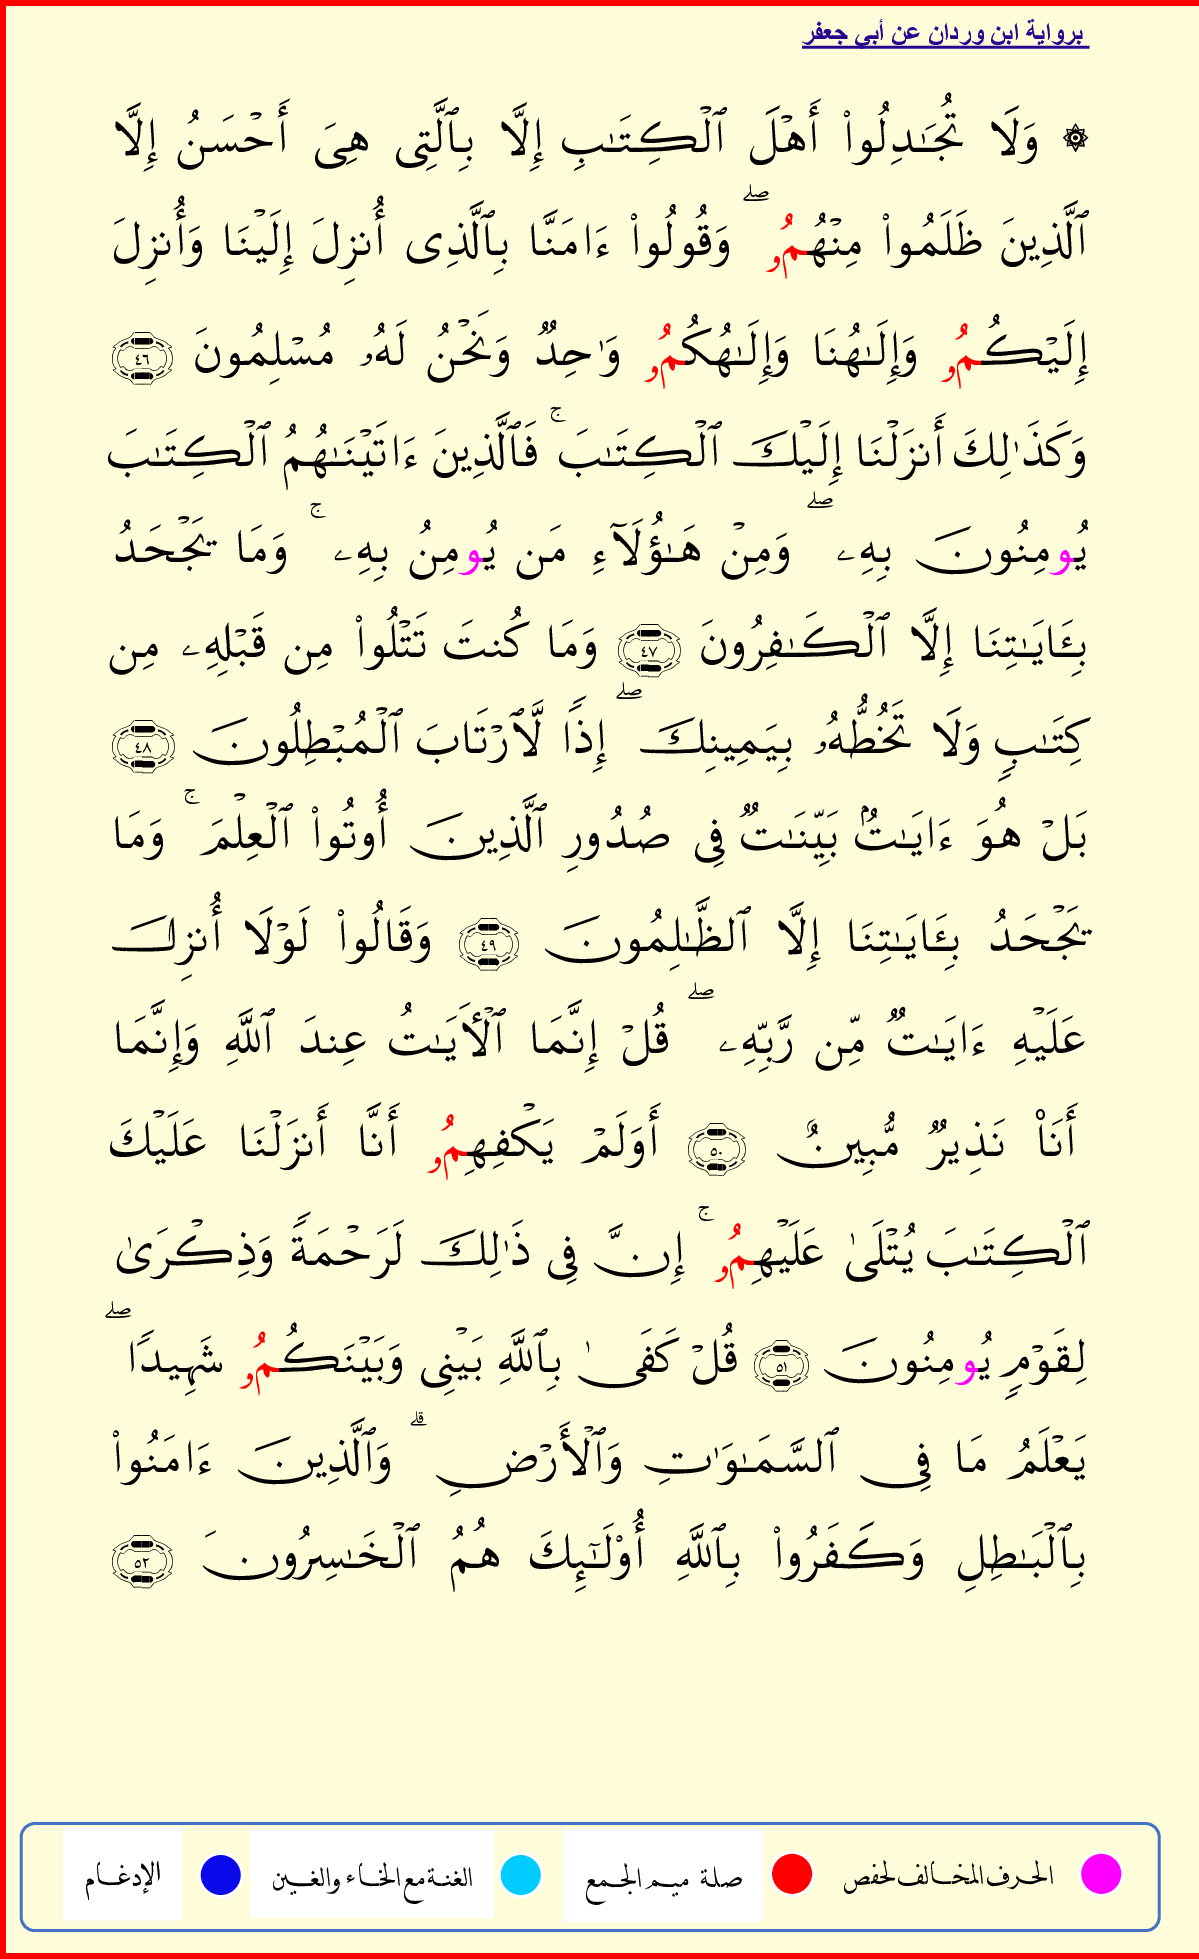 برواية ابن وردان عن أبي جعفر
۞ وَلَا تُجَٰدِلُوا۟ أَهْلَ ٱلْكِتَٰبِ إِلَّا بِٱلَّتِى هِىَ أَحْسَنُ إِلَّا
ٱلَّذِينَ ظَلَمُوا۟ مِنْهُمُۥ ۖ وَقُولُوا۟ ءَامَنَّا بِٱلَّذِى أُنزِلَ إِلَيْنَا وَأُنزِلَ
إِلَيْكُمُۥ وَإِلَٰهُنَا وَإِلَٰهُكُمُۥ وَٰحِدٌ وَنَحْنُ لَهُۥ مُسْلِمُونَ ٤٦
وَكَذَٰلِكَ أَنزَلْنَا إِلَيْكَ ٱلْكِتَٰبَ ۚ فَٱلَّذِينَ ءَاتَيْنَٰهُمُ ٱلْكِتَٰبَ
يُومِنُونَ بِهِۦ ۖ وَمِنْ هَٰؤُلَآءِ مَن يُومِنُ بِهِۦ ۚ وَمَا يَجْحَدُ
بِـَٔايَٰتِنَا إِلَّا ٱلْكَٰفِرُونَ ٤٧ وَمَا كُنتَ تَتْلُوا۟ مِن قَبْلِهِۦ مِن
كِتَٰبٍ وَلَا تَخُطُّهُۥ بِيَمِينِكَ ۖ إِذًا لَّٱرْتَابَ ٱلْمُبْطِلُونَ ٤٨
بَلْ هُوَ ءَايَٰتٌۢ بَيِّنَٰتٌ فِى صُدُورِ ٱلَّذِينَ أُوتُوا۟ ٱلْعِلْمَ ۚ وَمَا
يَجْحَدُ بِـَٔايَٰتِنَا إِلَّا ٱلظَّٰلِمُونَ ٤٩ وَقَالُوا۟ لَوْلَا أُنزِلَ
عَلَيْهِ ءَايَٰتٌ مِّن رَّبِّهِۦ ۖ قُلْ إِنَّمَا ٱلْأَيَٰتُ عِندَ ٱللَّهِ وَإِنَّمَا
أَنَا۠ نَذِيرٌ مُّبِينٌ ٥٠ أَوَلَمْ يَكْفِهِمُۥ أَنَّا أَنزَلْنَا عَلَيْكَ
ٱلْكِتَٰبَ يُتْلَىٰ عَلَيْهِمُۥ ۚ إِنَّ فِى ذَٰلِكَ لَرَحْمَةً وَذِكْرَىٰ
لِقَوْمٍ يُومِنُونَ ٥١ قُلْ كَفَىٰ بِٱللَّهِ بَيْنِى وَبَيْنَكُمُۥ شَهِيدًا ۖ
يَعْلَمُ مَا فِى ٱلسَّمَٰوَٰتِ وَٱلْأَرْضِ ۗ وَٱلَّذِينَ ءَامَنُوا۟
بِٱلْبَٰطِلِ وَكَفَرُوا۟ بِٱللَّهِ أُو۟لَٰٓئِكَ هُمُ ٱلْخَٰسِرُونَ ٥٢
الحرف المخالف لحفص صلة ميم الجمع الغنة مع الخاء والغين الإدغام